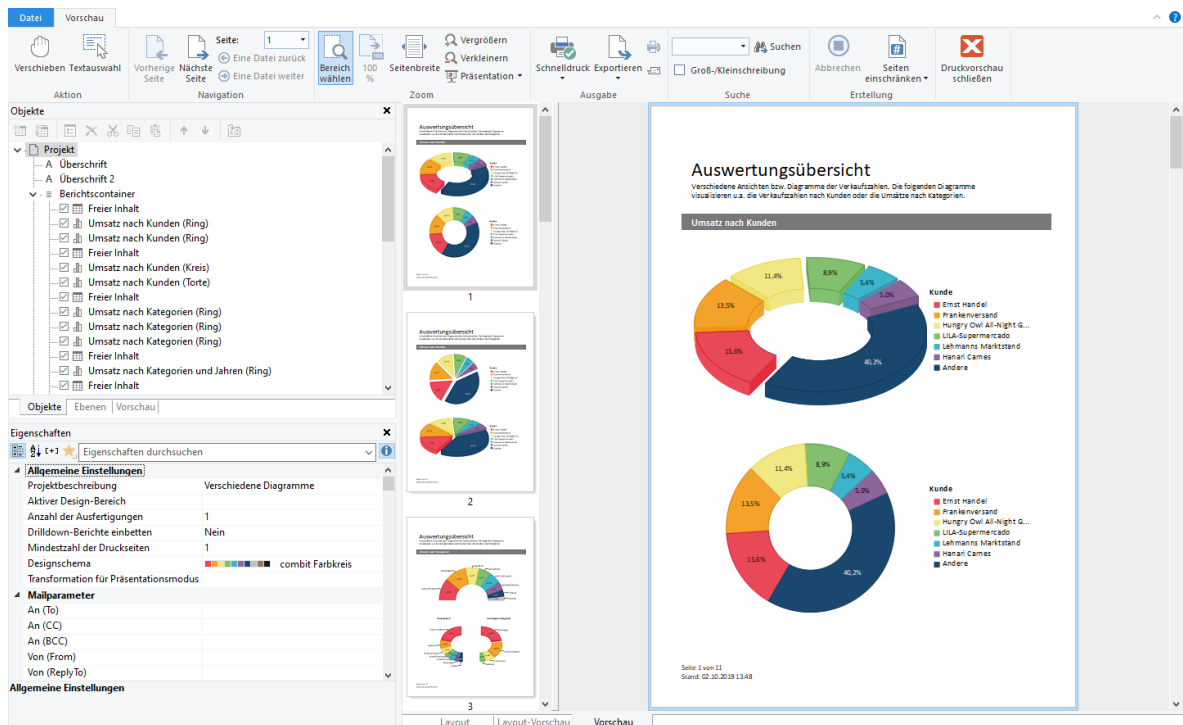 Datei
Vorschau
Verschieben
Textauswahl
Aktion
Vorherige Seite
Nächste Seite
Seite: 1
Eine Datei zurück
Eine Datei weiter
Navigation
Bereich wählen
100 %
Seitenbreite
Vergrößern
Verkleinern
Präsentation
Zoom
Schnelldruck
Exportieren
Ausgabe
Suchen
Groß-/Kleinschreibung
Suche
Abbrechen
Seiten einschränken
Erstellung
Druckvorschau schließen
Objekte
Projekt
A Überschrift
A Überschrift 2
Berichtscontainer
Freier Inhalt
Umsatz nach Kunden (Ring)
Umsatz nach Kunden (Ring)
Freier Inhalt
Umsatz nach Kunden (Kreis)
Umsatz nach Kunden (Torte)
Freier Inhalt
Umsatz nach Kategorien (Ring)
Umsatz nach Kategorien (Ring)
Umsatz nach Kategorien (Ring)
Freier Inhalt
Umsatz nach Kategorien und Jahren (Ring)
Freier Inhalt
Objekte
Ebenen
Vorschau
Eigenschaften
Eigenschaften durchsuchen
Allgemeine Einstellungen
Projektbeschreibung Verschiedene Diagramme
Aktiver Design-Bereich
Anzahl der Ausfertigungen 1
Drilldown-Berichte einbetten Nein
Mindestzahl der Druckseiten 1
Designschema combit Farbkreis
Transformation für Präsentationsmodus
Mailparameter
An (To)
An (CC)
An (BCC)
Von (From)
Von (ReplyTo)
Allgemeine Einstellungen
Auswertungsübersicht
1
Auswertungsübersicht
2
Auswertungsübersicht
3
Layout
Layout-Vorschau
Vorschau
Auswertungsübersicht
Verschiedene Ansichten bzw. Diagramme der Verkaufszahlen. Die folgenden Diagramme
visualisieren u.a. die Verkaufszahlen nach Kunden oder die Umsätze nach Kategorien.
Umsatz nach Kunden
11,4%
8,9%
5,4%
5,0%
13,5%
15,6%
40,2%
Kunde
Ernst Handel
Frankenversand
Hungry Owl All-Night G...
LILA-Supermercado
Lehmanns Marktstand
Hanari Carnes
Andere
11,4%
8,9%
5,4%
5,0%
13,5%
15,6%
40,2%
Kunde
Ernst Handel
Frankenversand
Hungry Owl All-Night G...
LILA-Supermercado
Lehmanns Marktstand
Hanari Carnes
Andere
Seite 1 von 11
Stand: 02.10.2019 13:48